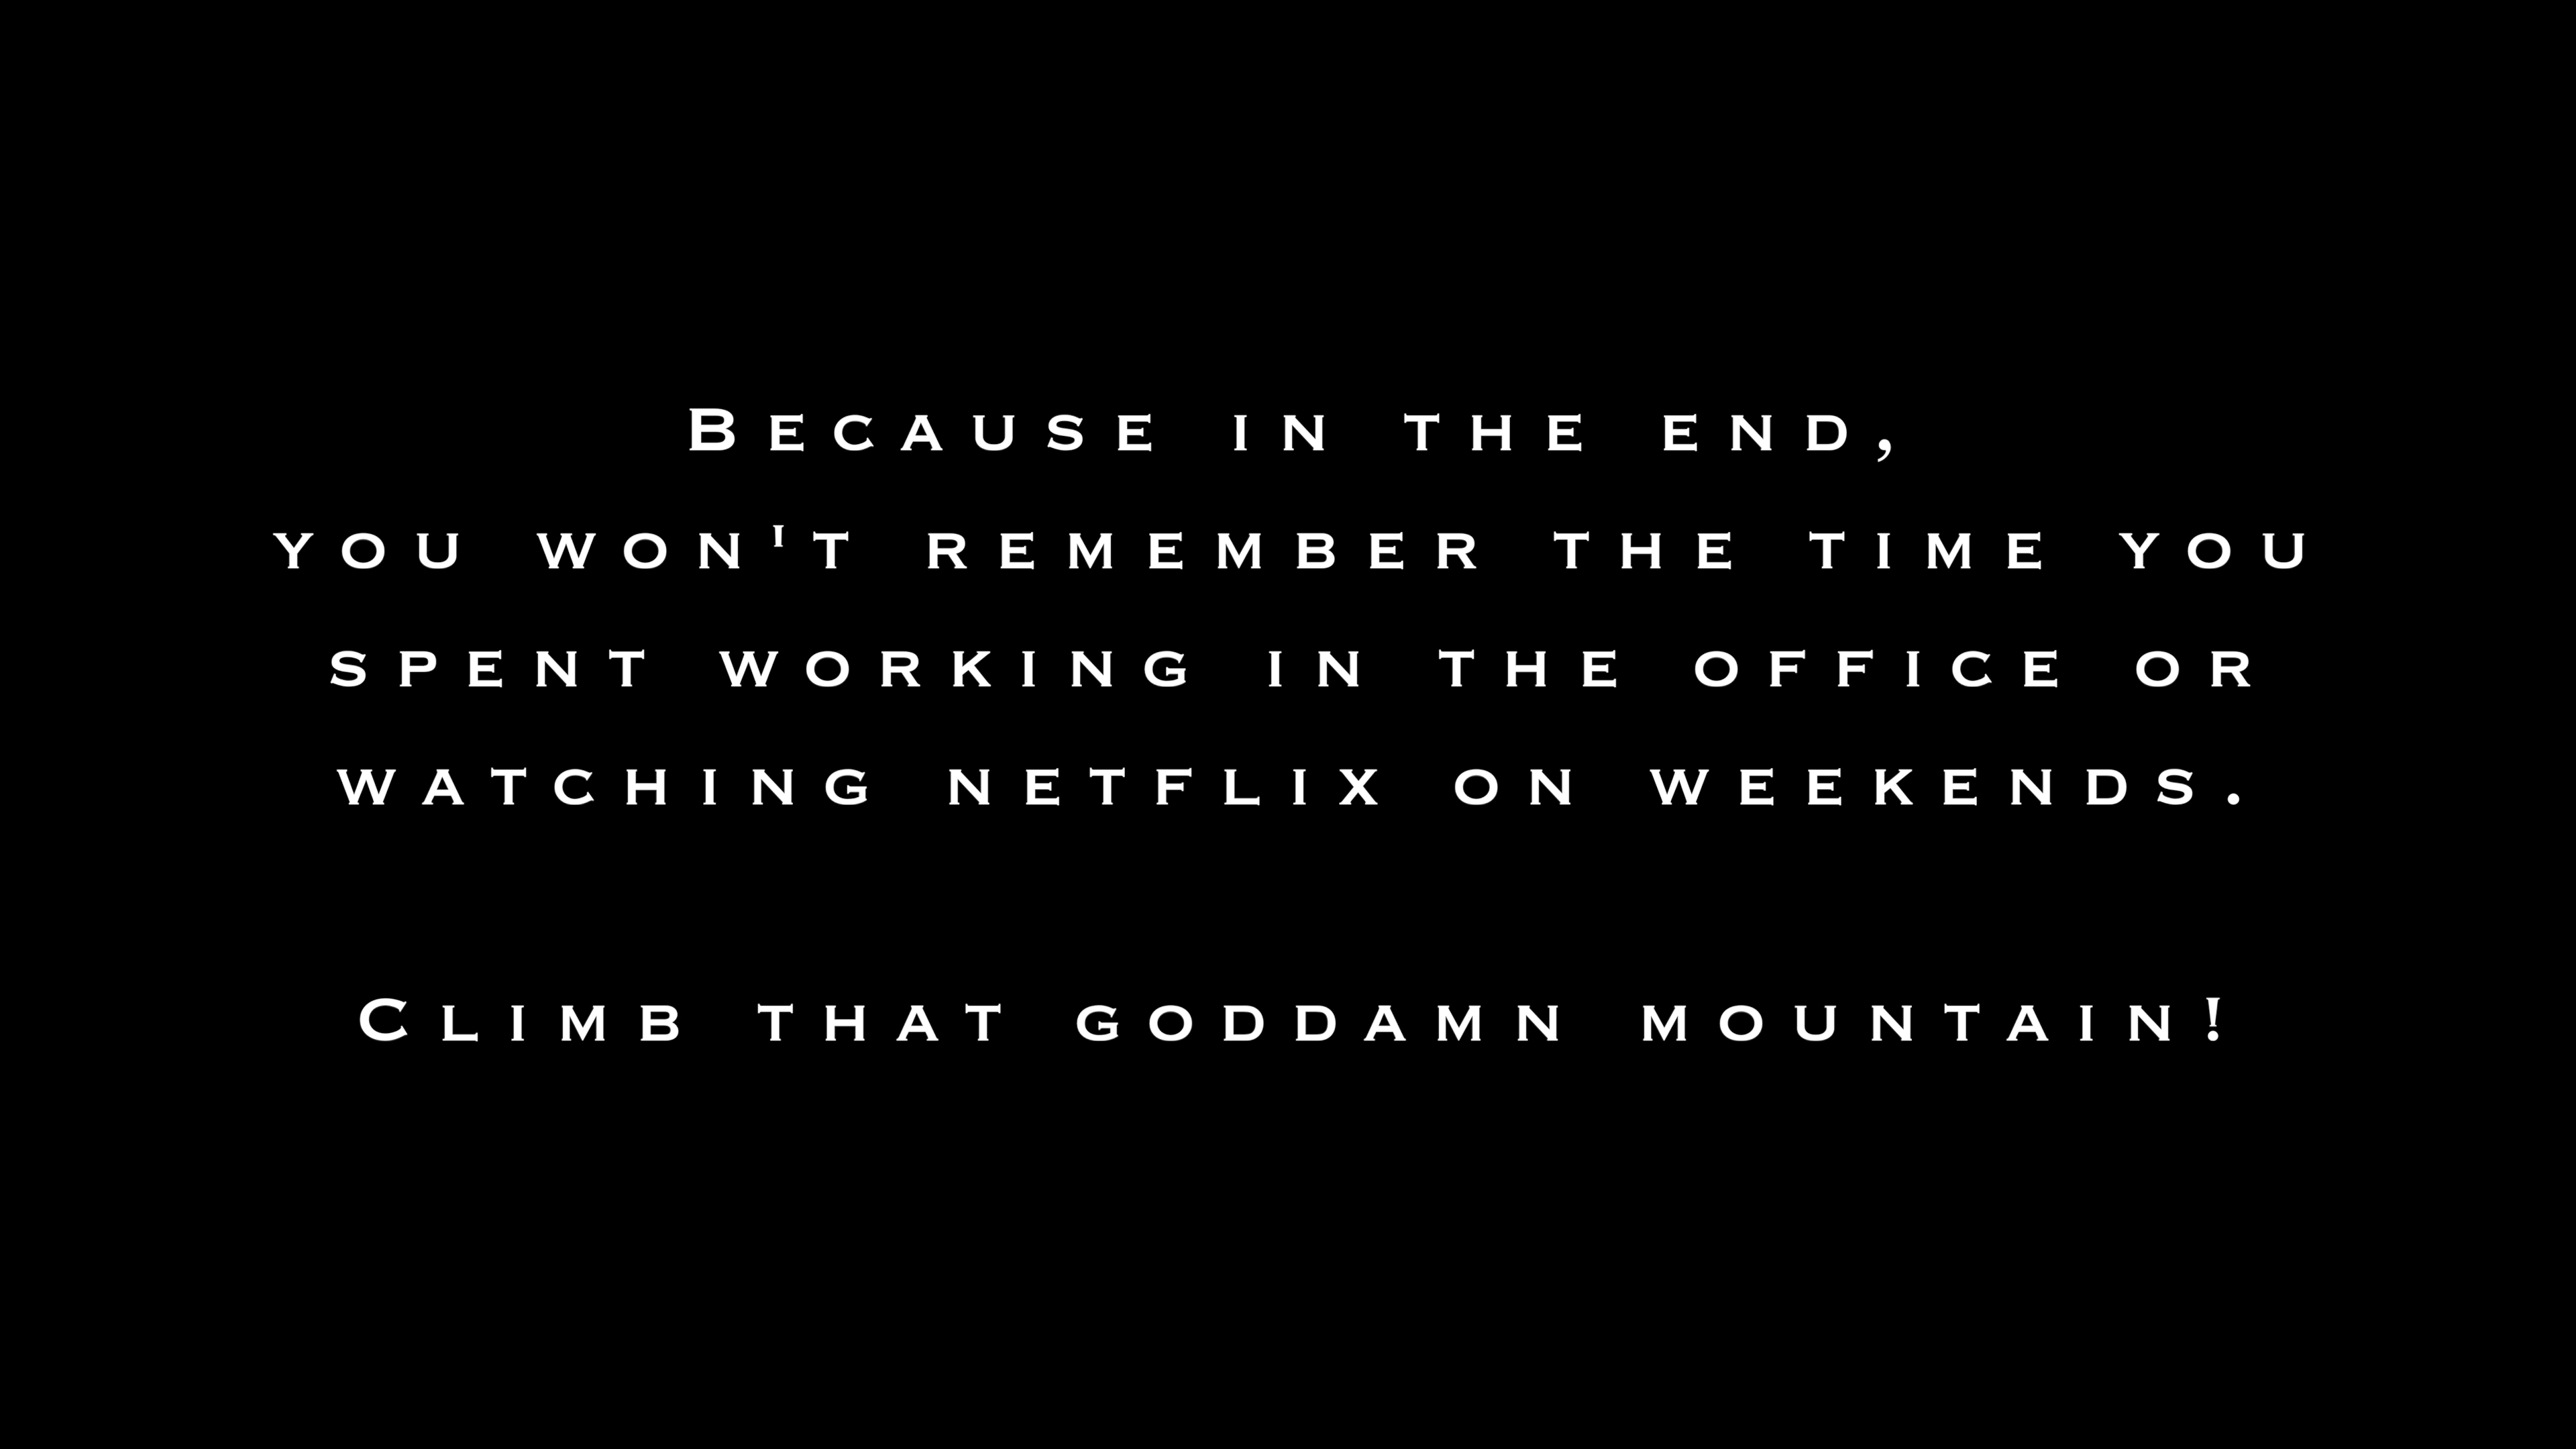 Because in the end,
you won't remember the time you
spent working in the office or
watching netflix on weekends.
Climb that goddamn mountain!